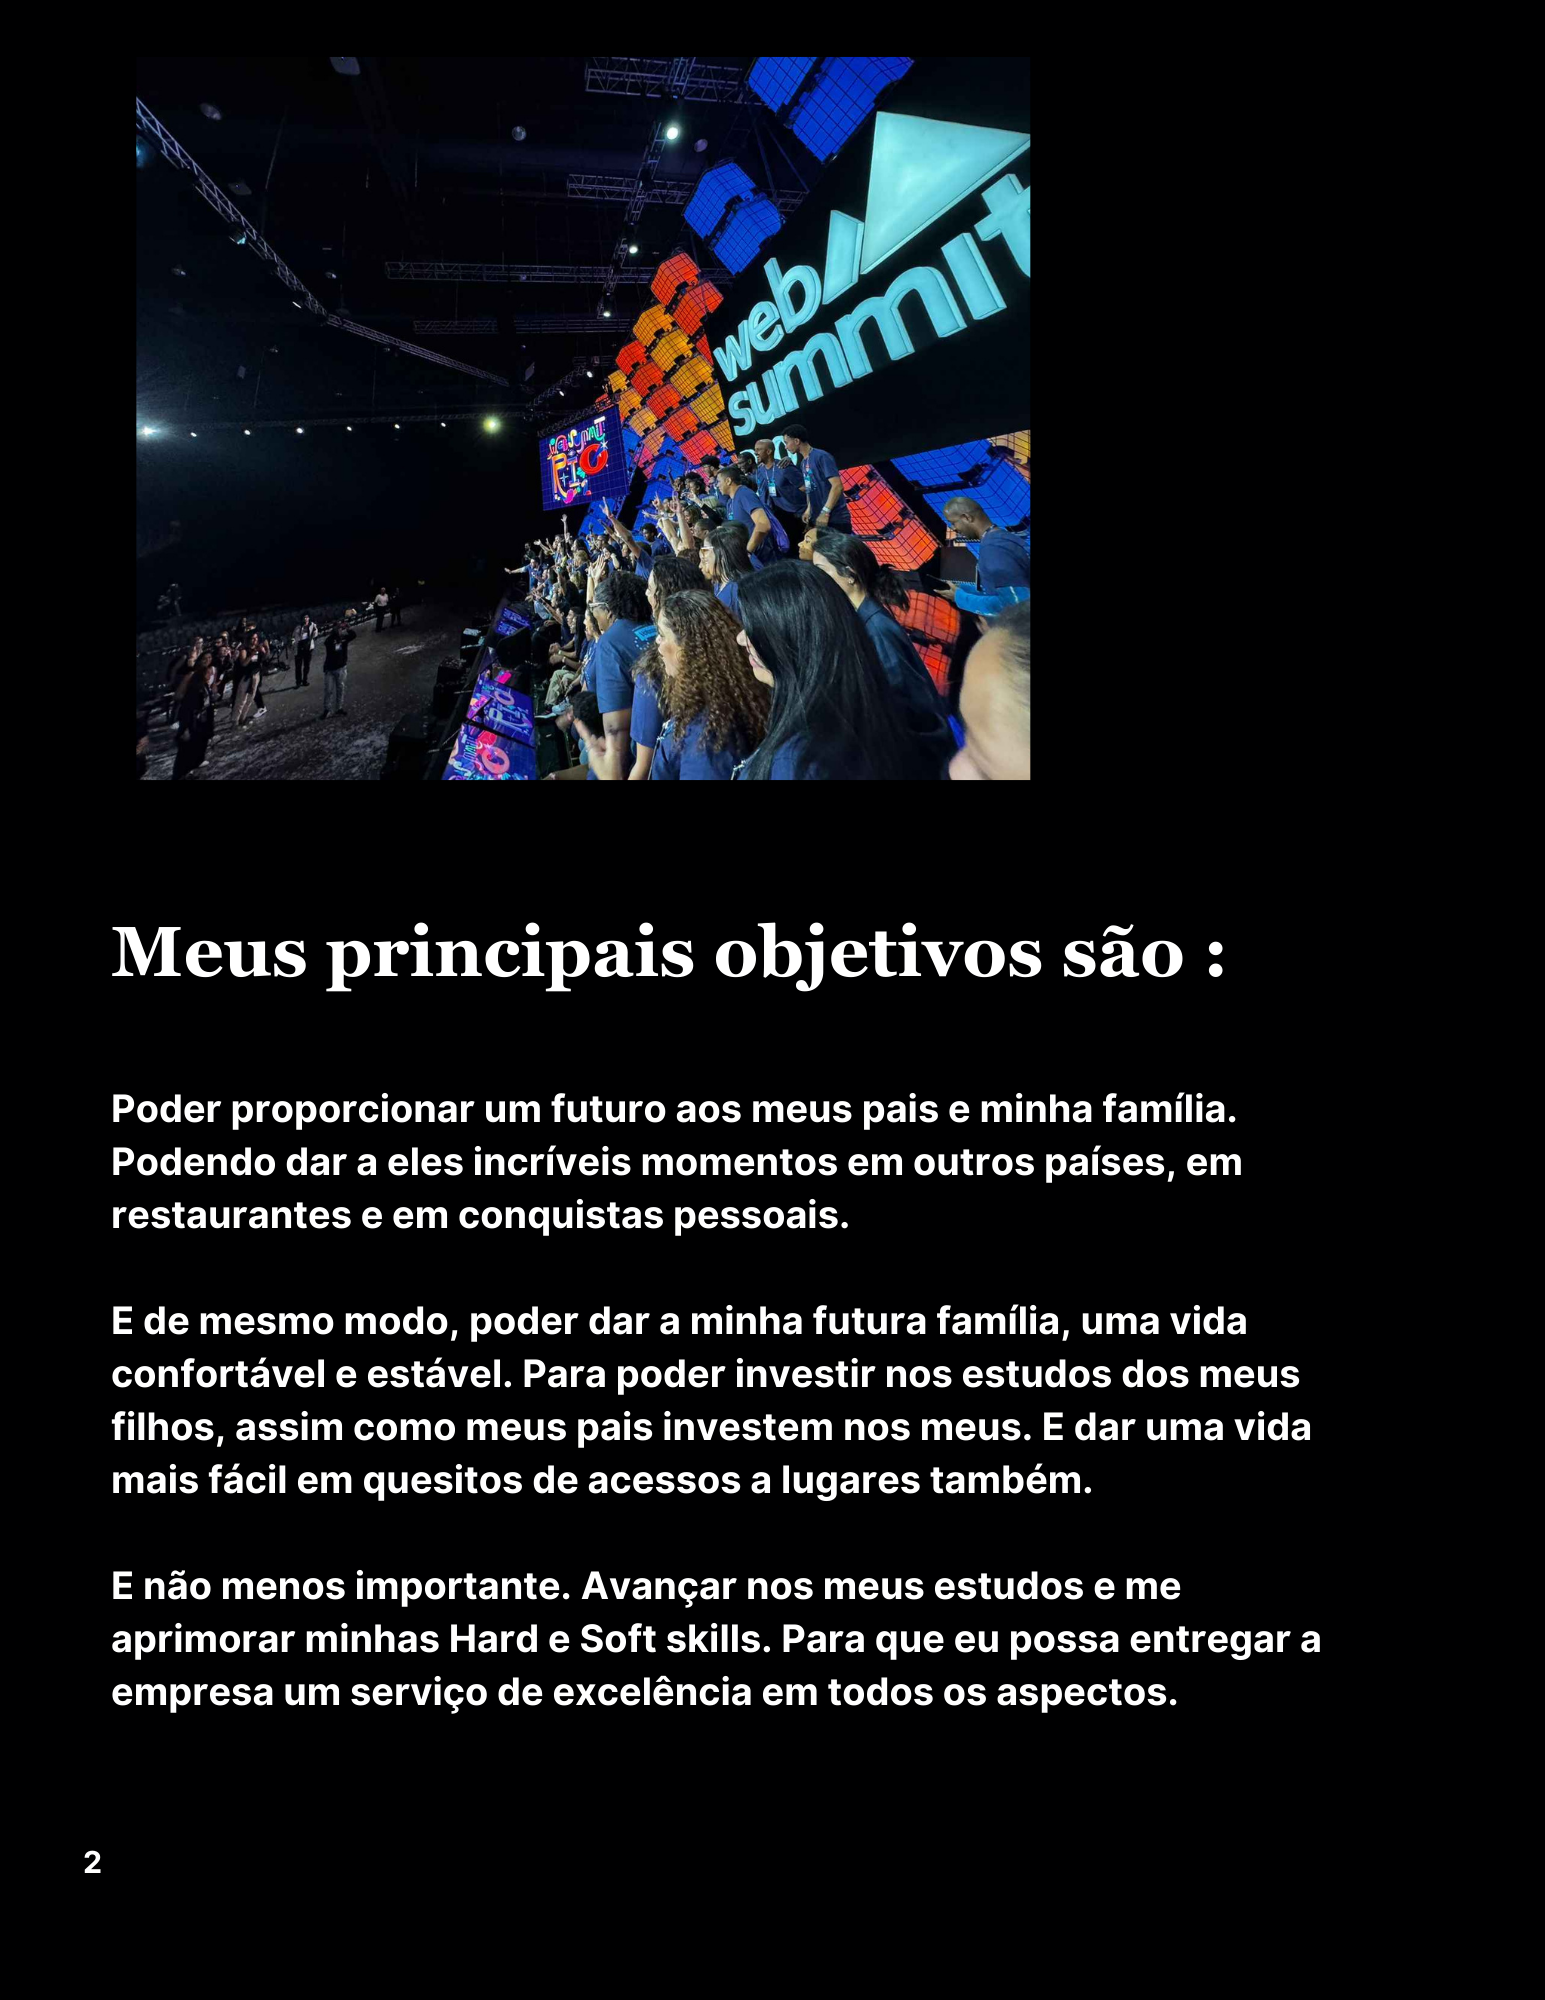 web
summit
RIO
Meus principais objetivos são :
Poder proporcionar um futuro aos meus pais e minha família.
Podendo dar a eles incríveis momentos em outros países, em
restaurantes e em conquistas pessoais.
E de mesmo modo, poder dar a minha futura família, uma vida
confortável e estável. Para poder investir nos estudos dos meus
filhos, assim como meus pais investem nos meus. E dar uma vida
mais fácil em quesitos de acessos a lugares também.
E não menos importante. Avançar nos meus estudos e me
aprimorar minhas Hard e Soft skills. Para que eu possa entregar a
empresa um serviço de excelência em todos os aspectos.
2